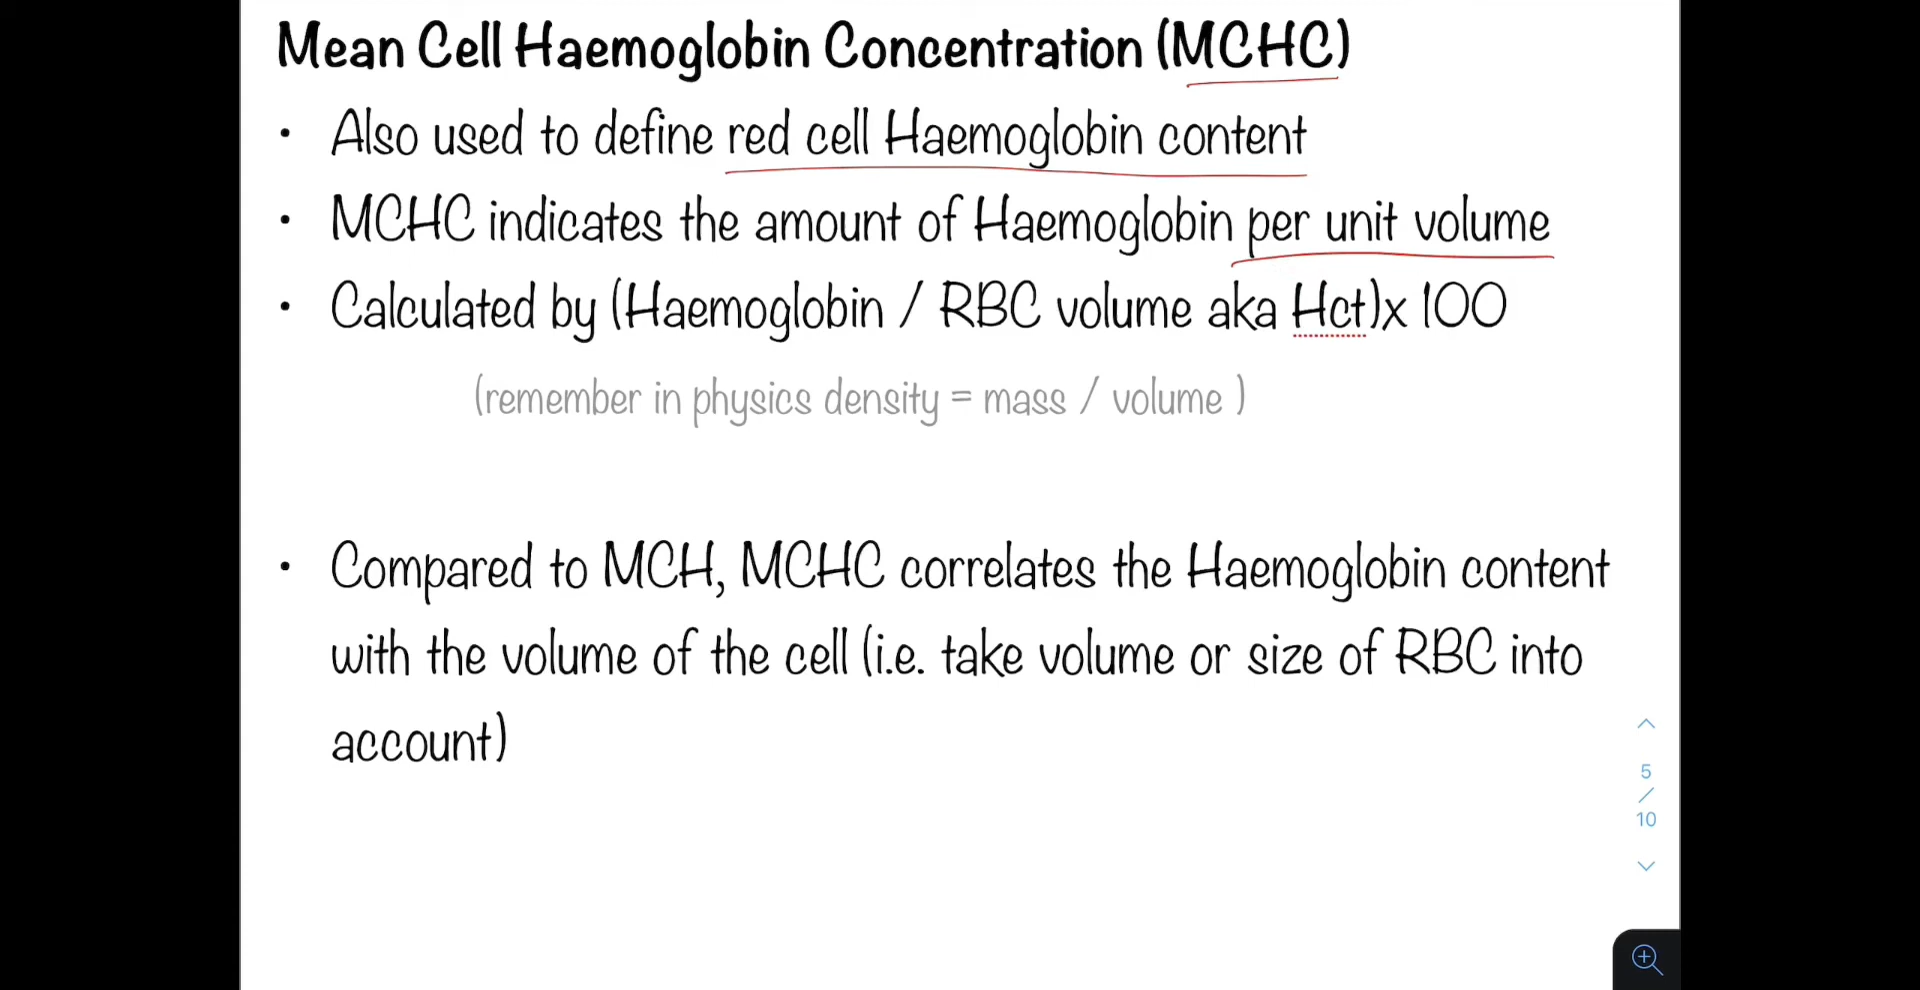 Mean Cell Haemoglobin Concentration (MCHC)
• Also used to define red cell Haemoglobin content
• MCHC indicates the amount of Haemoglobin per unit volume
• Calculated by (Haemoglobin / RBC volume aka Hct)x 100
(remember in physics density = mass / volume )
• Compared to MCH, MCHC correlates the Haemoglobin content
with the volume of the cell (i.e. take volume or size of RBC into
account)
5
/
10